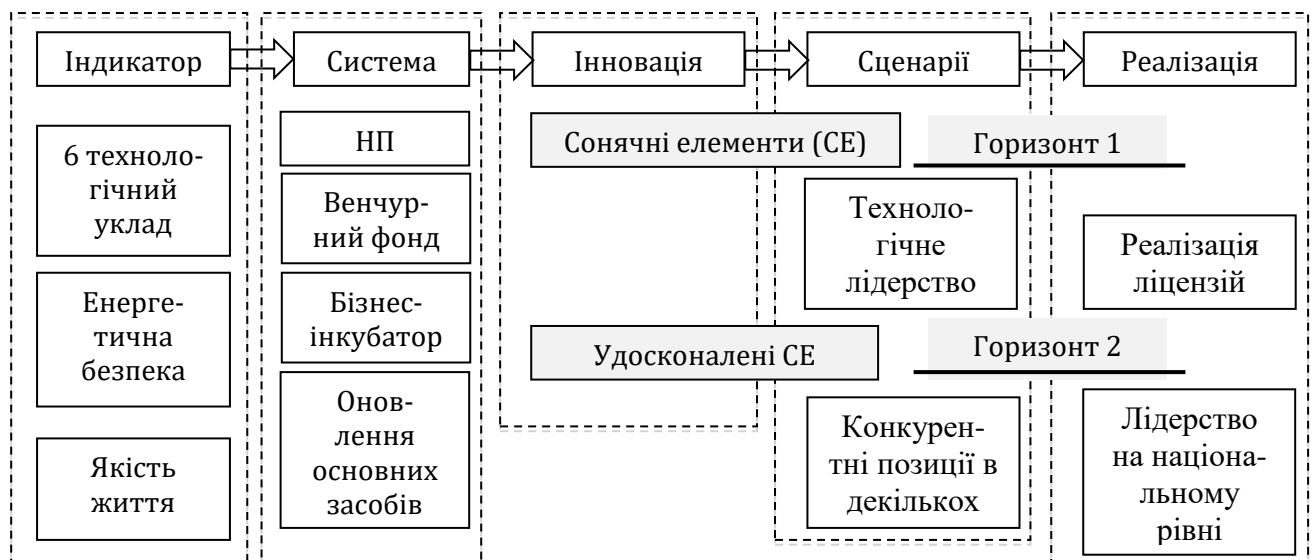 Індикатор
Система
Інновація
Сценарії
Реалізація
6 техноло-
гічний
уклад
Енерге-
тична
безпека
Якість
життя
НП
Венчур-
ний фонд
Бізнес-
інкубатор
Онов-
лення
основних
засобів
Сонячні елементи (СЕ)
Удосконалені СЕ
Горизонт 1
Техноло-
гічне
лідерство
Горизонт 2
Конкурен-
тні позиції в
декількох
Реалізація
ліцензій
Лідерство
на націона-
льному
рівні